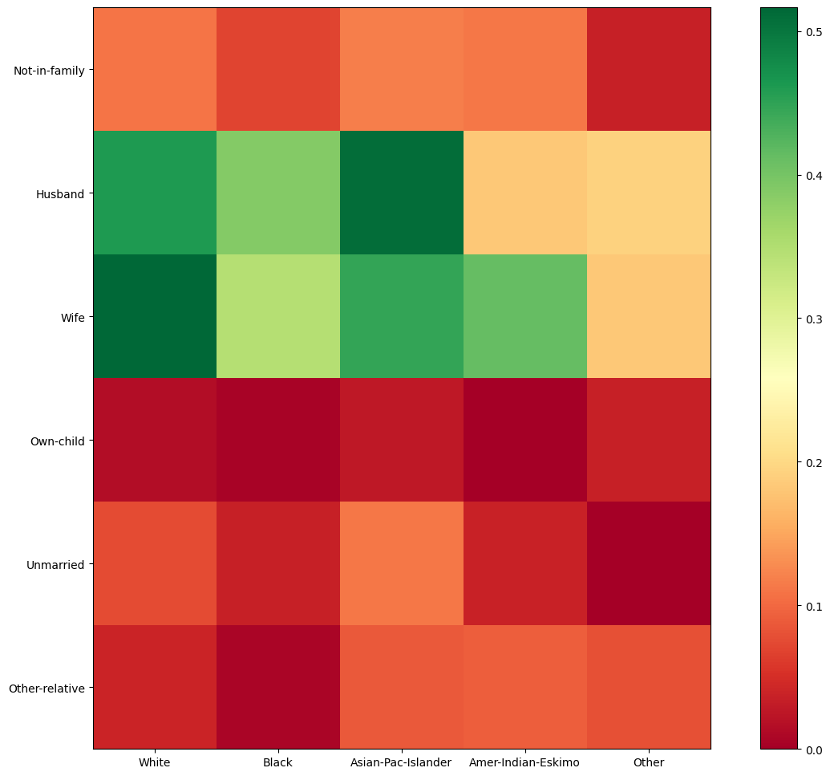 Not-in-family
Husband
Wife
Own-child
Unmarried
Other-relative
White Black Asian-Pac-Islander Amer-Indian-Eskimo Other
0.5
0.4
0.3
0.2
0.1
0.0